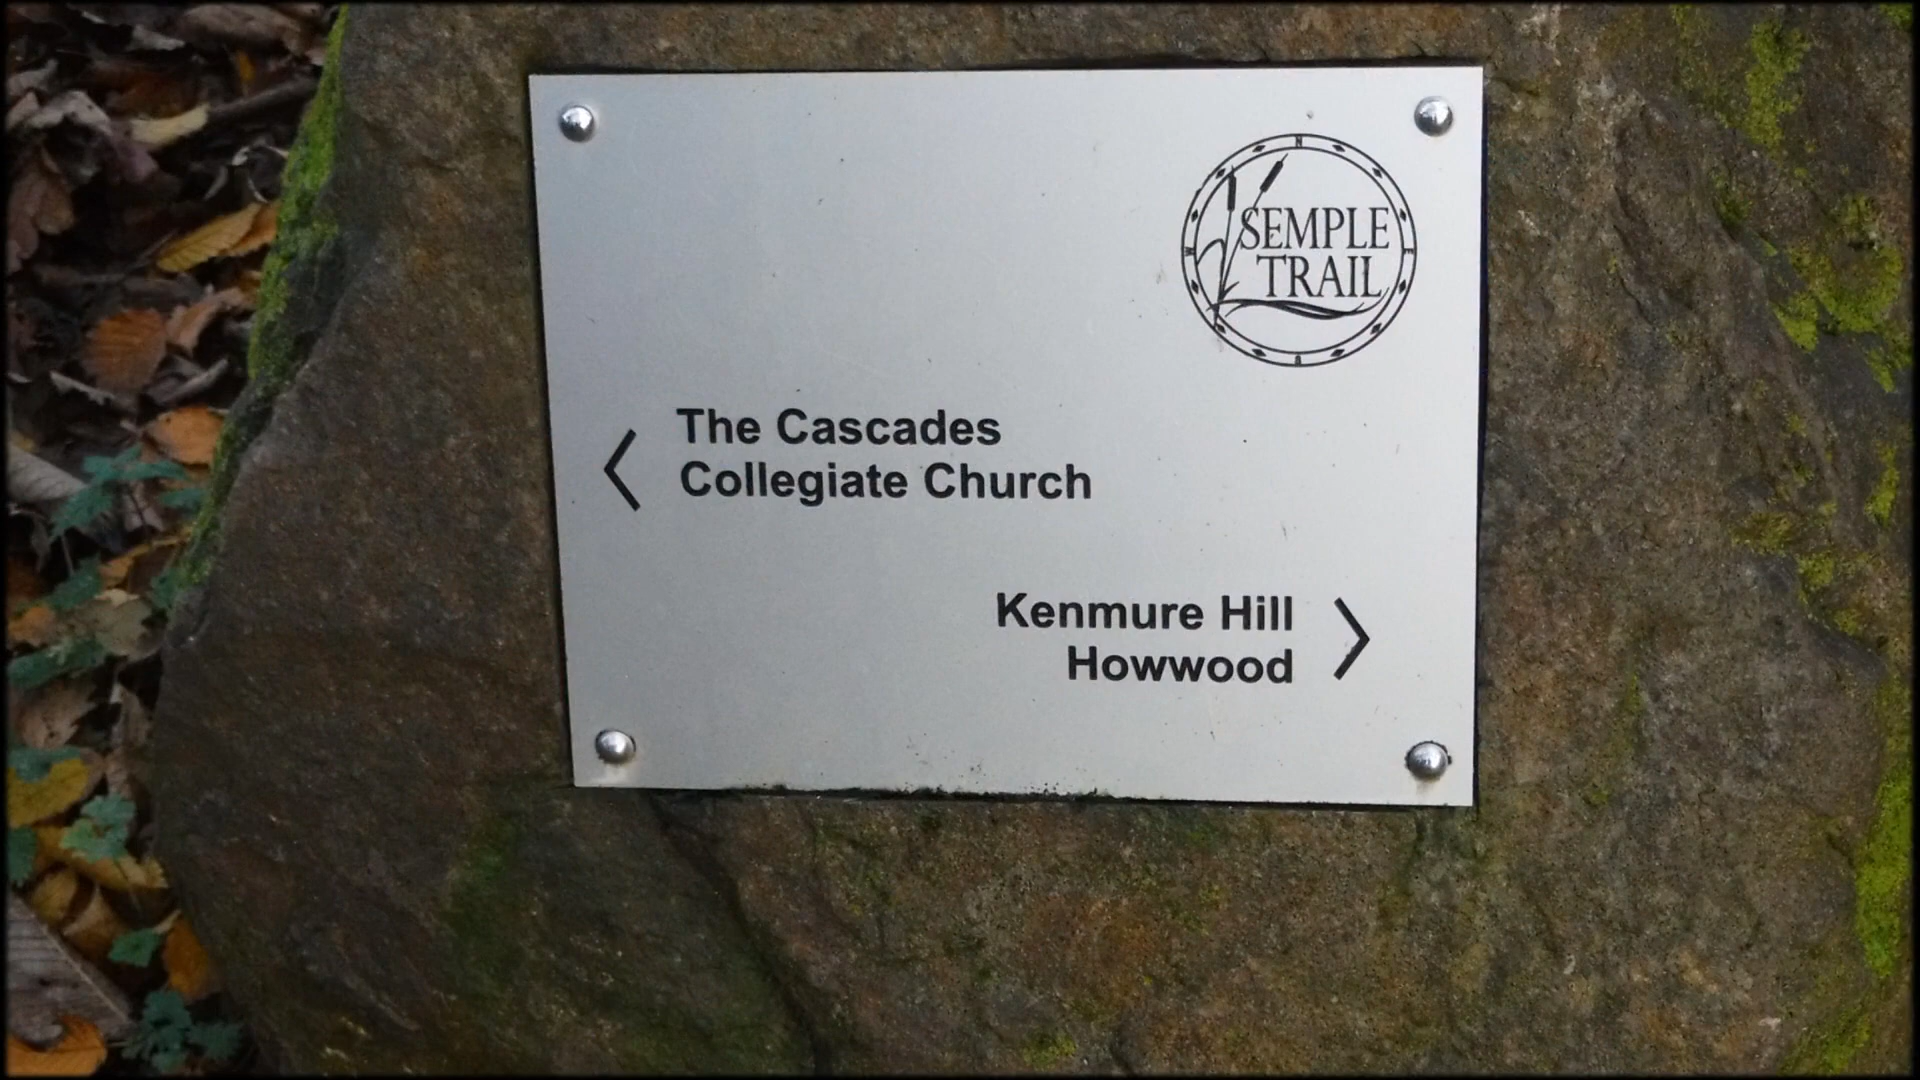 SEMPLE
TRAIL
The Cascades
Collegiate Church
Kenmure Hill
Howwood